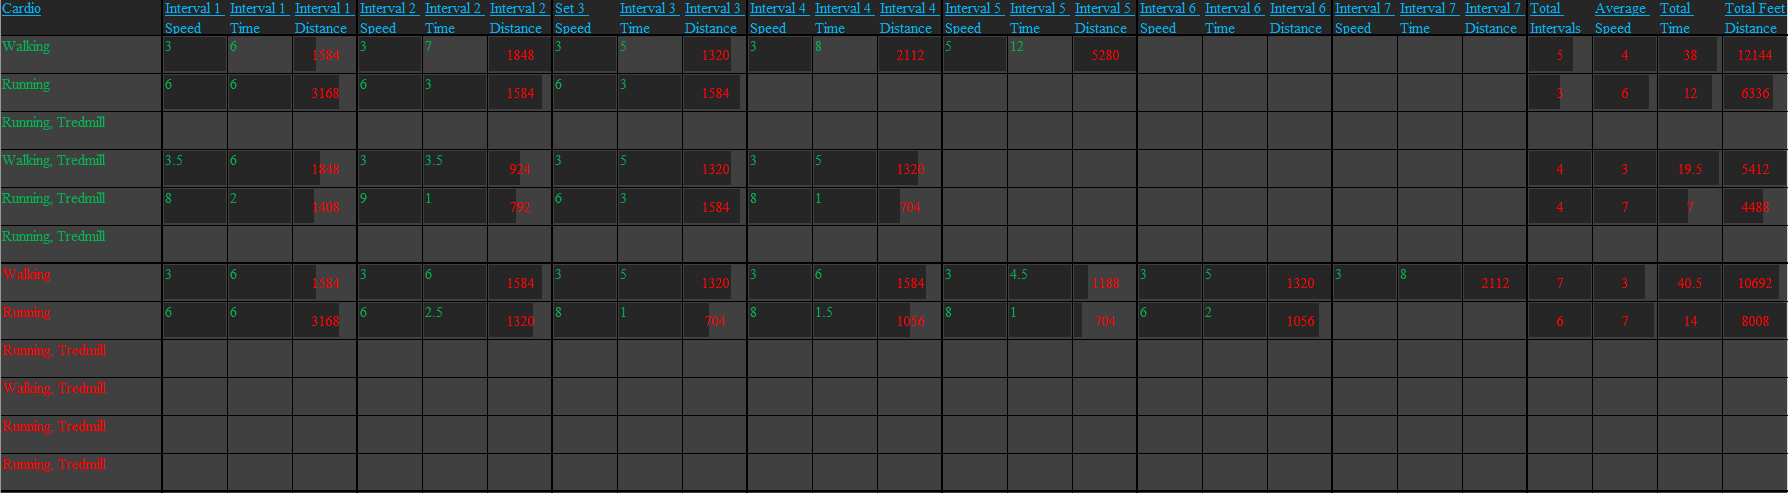 Cardio Interval 1 Speed Interval 1 Time Interval 1 Distance Interval 2 Speed Interval 2 Time Interval 2 Distance Set 3 Speed Interval 3 Time Interval 3 Distance Interval 4 Speed Interval 4 Time Interval 4 Distance Interval 5 Speed Interval 5 Time Interval 5 Distance Interval 6 Speed Interval 6 Time Interval 6 Distance Interval 7 Speed Interval 7 Time Interval 7 Distance Total Intervals Average Speed Total Time Total Feet Distance
Walking 3 6 1584 3 7 1848 3 5 1320 3 8 2112 5 12 5280 5 4 38 12144
Running 6 6 3168 6 3 1584 6 3 1584 3 6 12 6336
Running, Tredmill
Walking, Tredmill 3.5 6 1848 3 3.5 924 3 5 1320 3 5 1320 4 3 19.5 5412
Running, Tredmill 8 2 1408 9 1 792 6 3 1584 8 1 704 4 7 7 4488
Running, Tredmill
Walking 3 6 1584 3 6 1584 3 5 1320 3 6 1584 3 4.5 1188 3 5 1320 3 8 2112 7 3 40.5 10692
Running 6 6 3168 6 2.5 1320 8 1 704 8 1.5 1056 8 1 704 6 2 1056 6 7 14 8008
Running, Tredmill
Walking, Tredmill
Running, Tredmill
Running, Tredmill